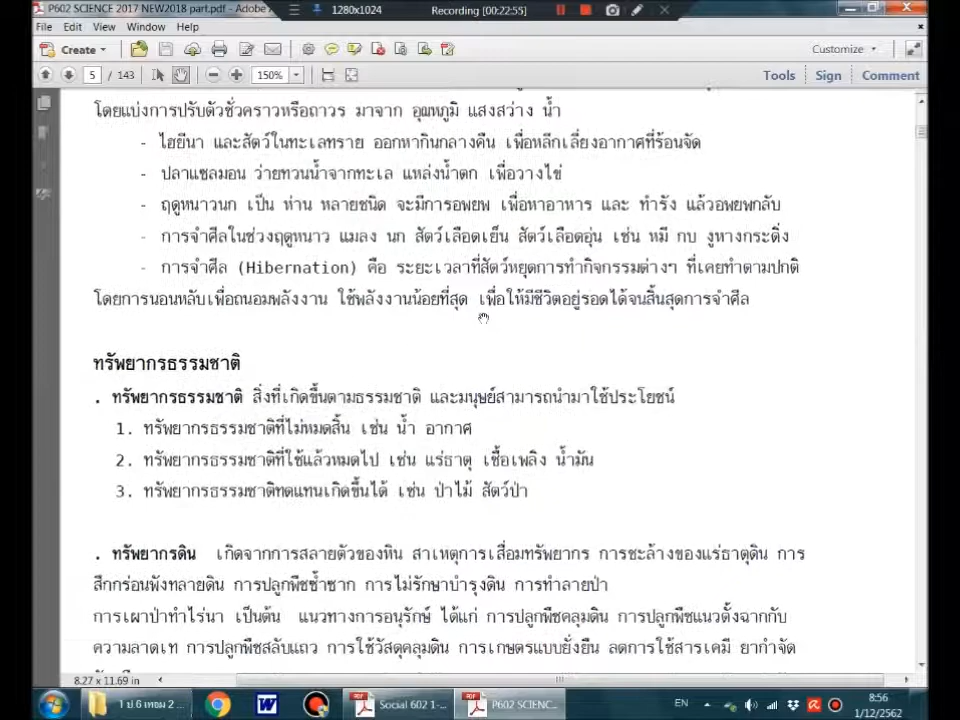 P602 SCIENCE 2017 NEW2018 part.pdf - Adobe
1280x1024
Recording [00:22:55]
File Edit View Window Help
Create
Customize
5 / 143
150%
Tools Sign Comment
โดยแบ่งการปรับตัวชั่วคราวหรือถาวร มาจาก อุณหภูมิ แสงสว่าง น้ำ
- ไฮยีนา และสัตว์ในทะเลทราย ออกหากินกลางคืน เพื่อหลีกเลี่ยงอากาศที่ร้อนจัด
- ปลาแซลมอน ว่ายทวนน้ำจากทะเล แหล่งน้ำตก เพื่อวางไข่
- ฤดูหนาวนก เป็น ห่าน หลายชนิด จะมีการอพยพ เพื่อหาอาหาร และ ทำรัง แล้วอพยพกลับ
- การจำศีลในช่วงฤดูหนาว แมลง นก สัตว์เลือดเย็น สัตว์เลือดอุ่น เช่น หมี กบ งูหางกระดิ่ง
- การจำศีล (Hibernation) คือ ระยะเวลาที่สัตว์หยุดการทำกิจกรรมต่างๆ ที่เคยทำตามปกติ
โดยการนอนหลับเพื่อถนอมพลังงาน ใช้พลังงานน้อยที่สุด เพื่อให้มีชีวิตอยู่รอดได้จนสิ้นสุดการจำศีล
ทรัพยากรธรรมชาติ
. ทรัพยากรธรรมชาติ สิ่งที่เกิดขึ้นตามธรรมชาติ และมนุษย์สามารถนำมาใช้ประโยชน์
1. ทรัพยากรธรรมชาติที่ไม่หมดสิ้น เช่น น้ำ อากาศ
2. ทรัพยากรธรรมชาติที่ใช้แล้วหมดไป เช่น แร่ธาตุ เชื้อเพลิง น้ำมัน
3. ทรัพยากรธรรมชาติทดแทนเกิดขึ้นได้ เช่น ป่าไม้ สัตว์ป่า
. ทรัพยากรดิน เกิดจากการสลายตัวของหิน สาเหตุการเสื่อมทรัพยากร การชะล้างของแร่ธาตุดิน การ
สึกกร่อนพังทลายดิน การปลูกพืชซ้ำซาก การไม่รักษาบำรุงดิน การทำลายป่า
การเผาป่าทำไร่นา เป็นต้น แนวทางการอนุรักษ์ ได้แก่ การปลูกพืชคลุมดิน การปลูกพืชแนวตั้งฉากกับ
ความลาดเท การปลูกพืชสลับแถว การใช้วัสดุคลุมดิน การเกษตรแบบยั่งยืน ลดการใช้สารเคมี ยากำจัด
8.27 x 11.69 in
1 ป.6 เทอม 2 ...
Social 602 1-...
P602 SCIENC...
EN
8:56
1/12/2562